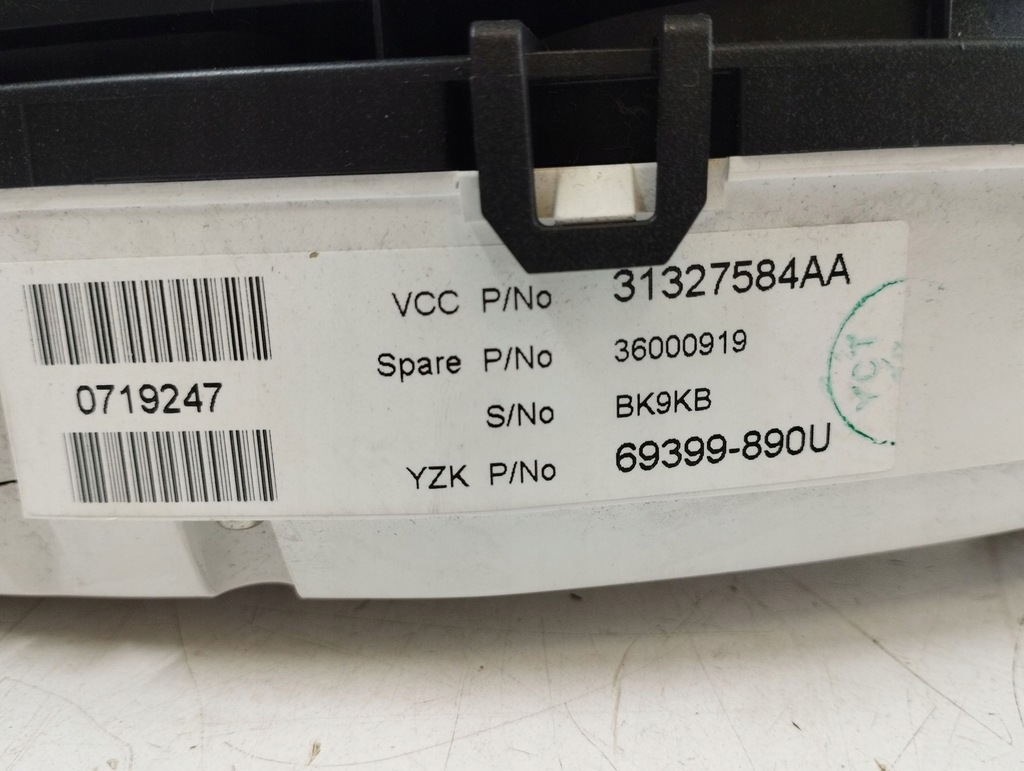 VCC P/No 31327584AA
Spare P/No 36000919
0719247
S/No BK9KB
YZK P/No 69399-890U